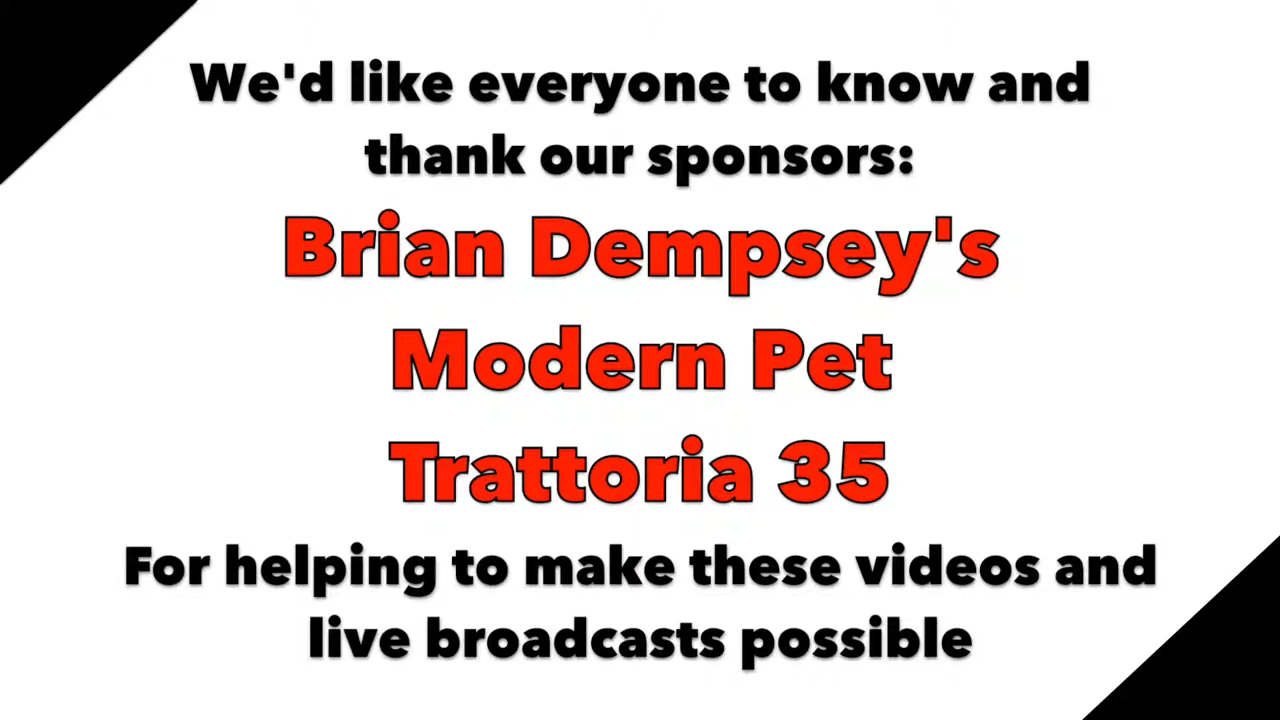 We'd like everyone to know and
thank our sponsors:
Brian Dempsey's
Modern Pet
Trattoria 35
For helping to make these videos and
live broadcasts possible